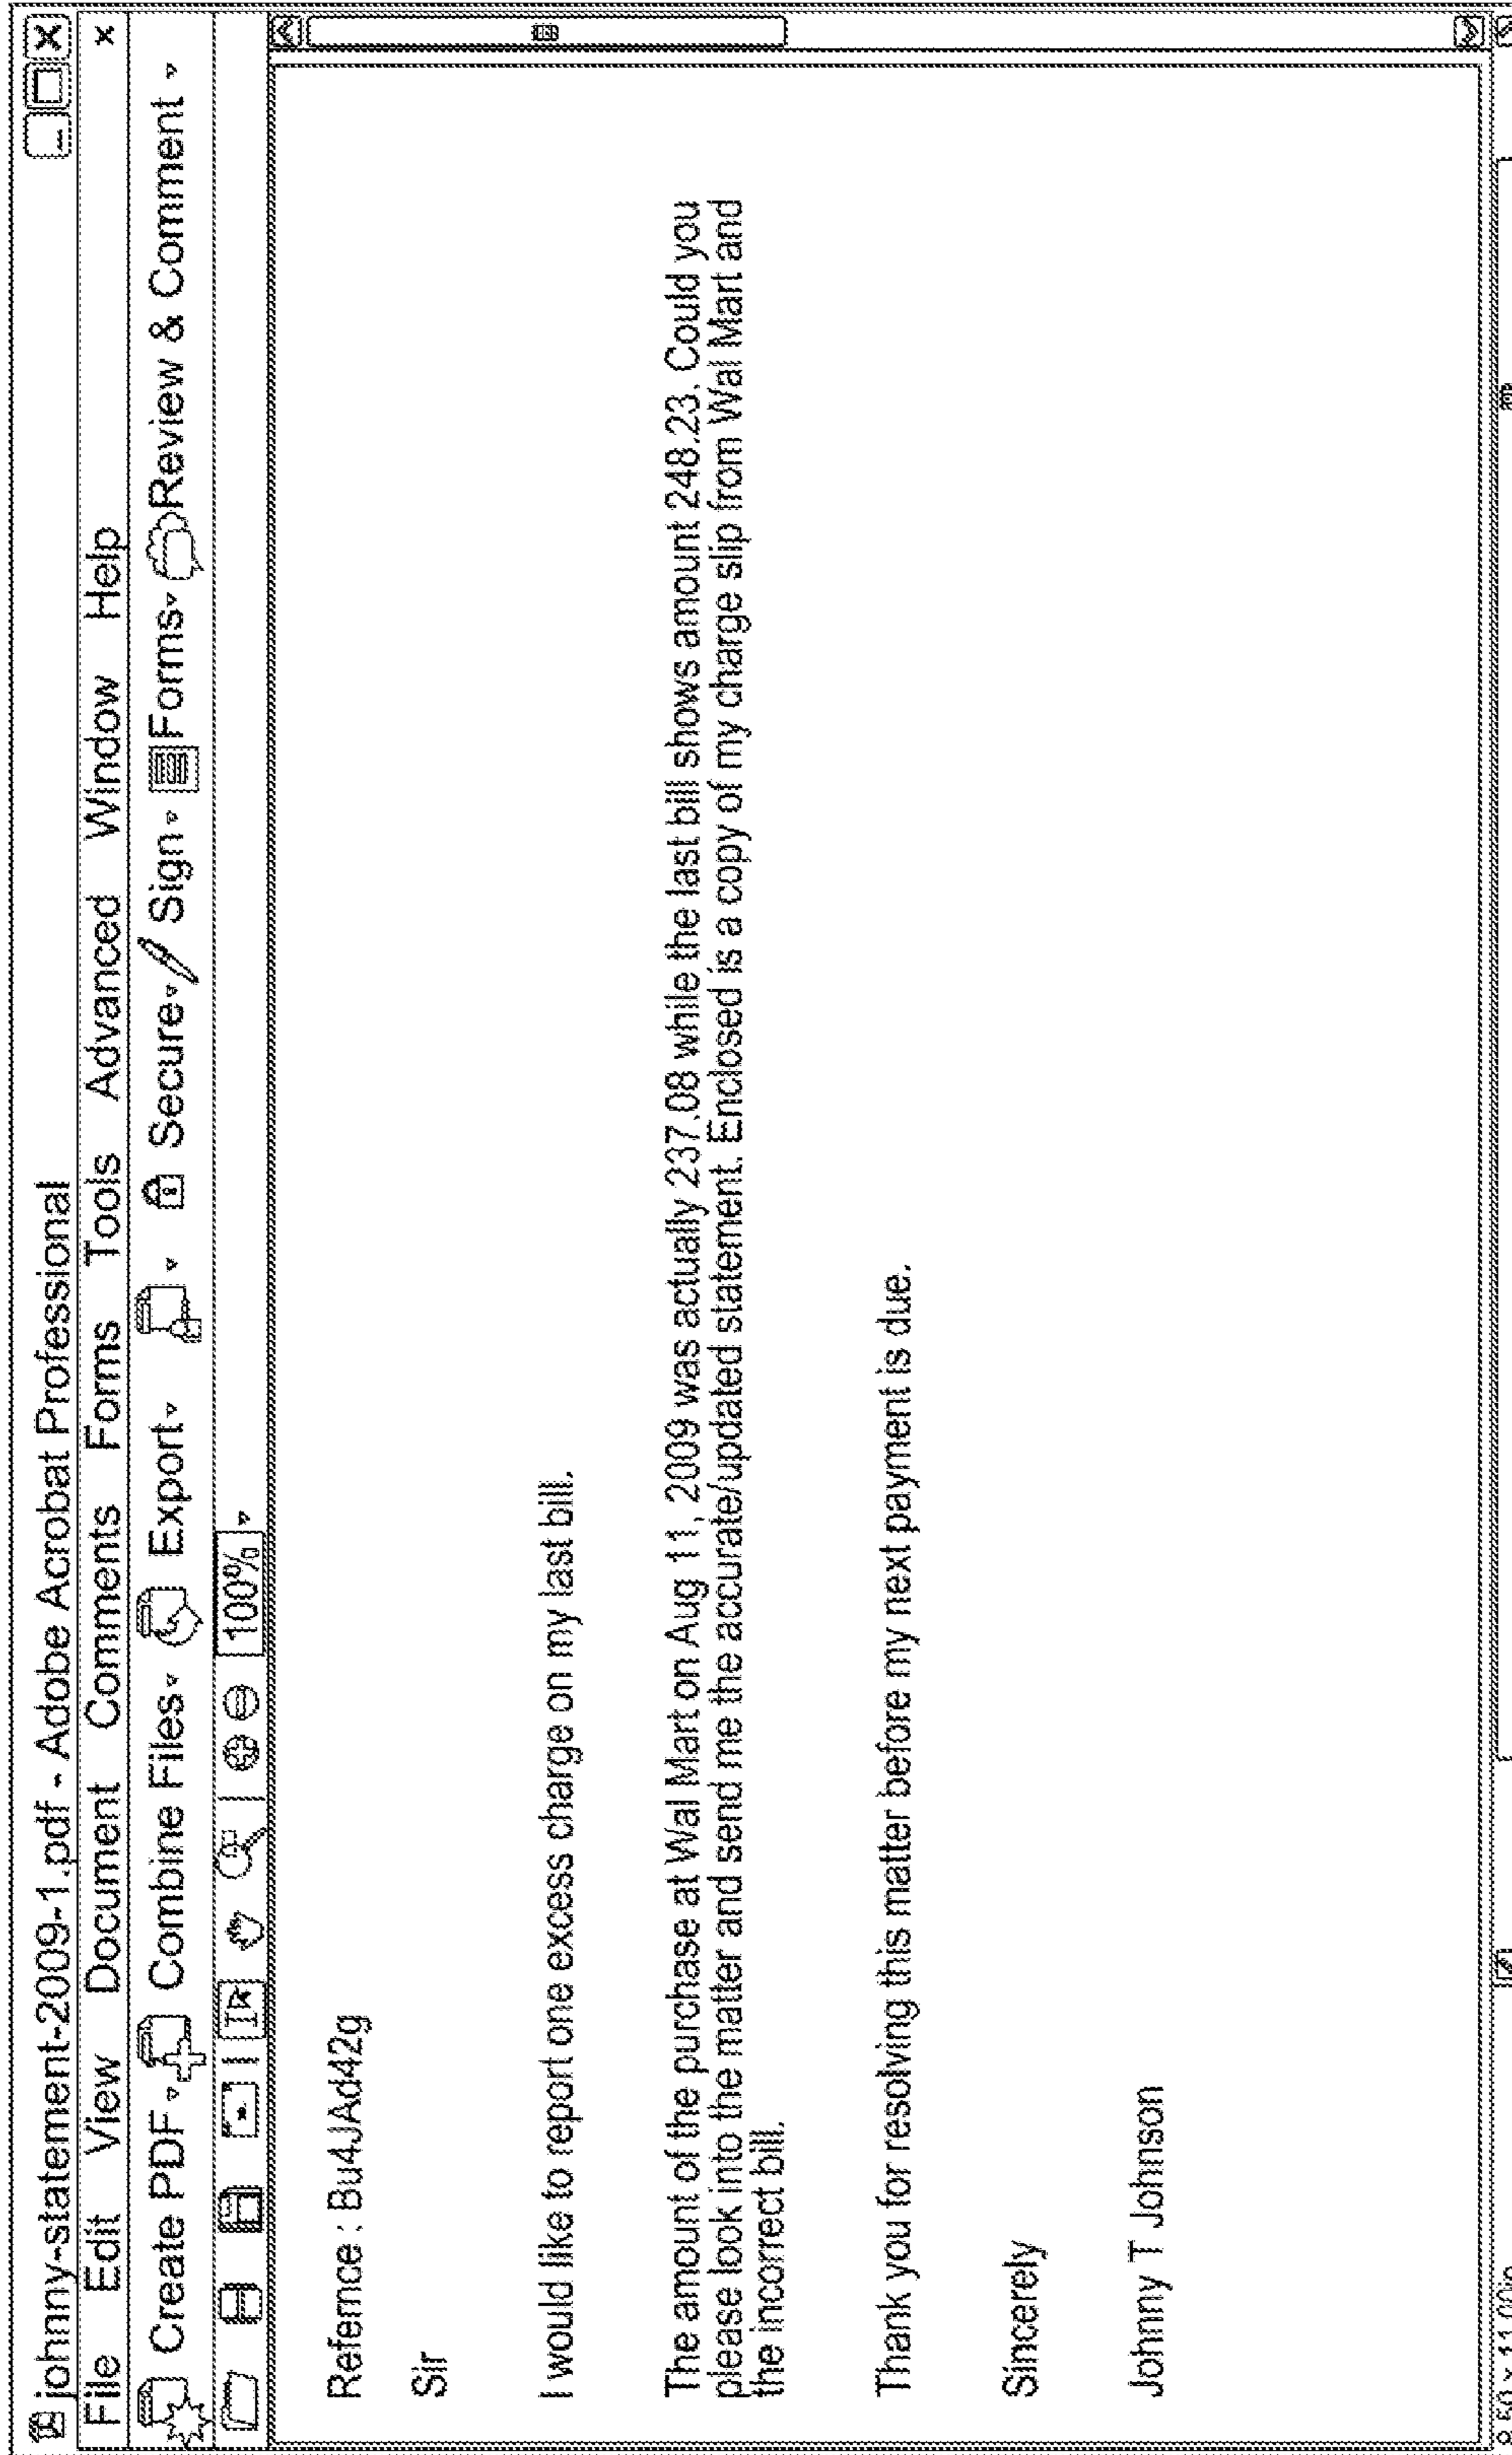 johnny-statement-2009-1.pdf - Adobe Acrobat Professional
File Edit View Document Comments Forms Tools Advanced Window Help
Create PDF Combine Files Export Secure Sign Forms Review & Comment
100%
Refernce : Bu4JAd42g
Sir
I would like to report one excess charge on my last bill.
The amount of the purchase at Wal Mart on Aug 11, 2009 was actually 237.08 while the last bill shows amount 248.23. Could you
please look into the matter and send me the accurate/updated statement. Enclosed is a copy of my charge slip from Wal Mart and
the incorrect bill.
Thank you for resolving this matter before my next payment is due.
Sincerely
Johnny T Johnson
8.50 x 11.00in